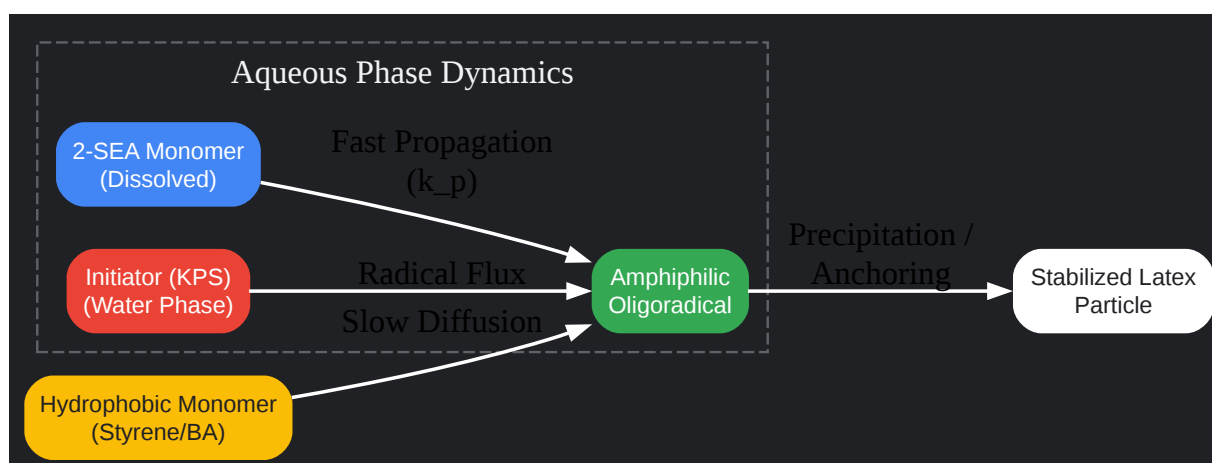 Aqueous Phase Dynamics
2-SEA Monomer
(Dissolved)
Fast Propagation
(k_p)
Initiator (KPS)
(Water Phase)
Radical Flux
Slow Diffusion
Hydrophobic Monomer
(Styrene/BA)
Amphiphilic
Oligoradical
Precipitation /
Anchoring
Stabilized Latex
Particle